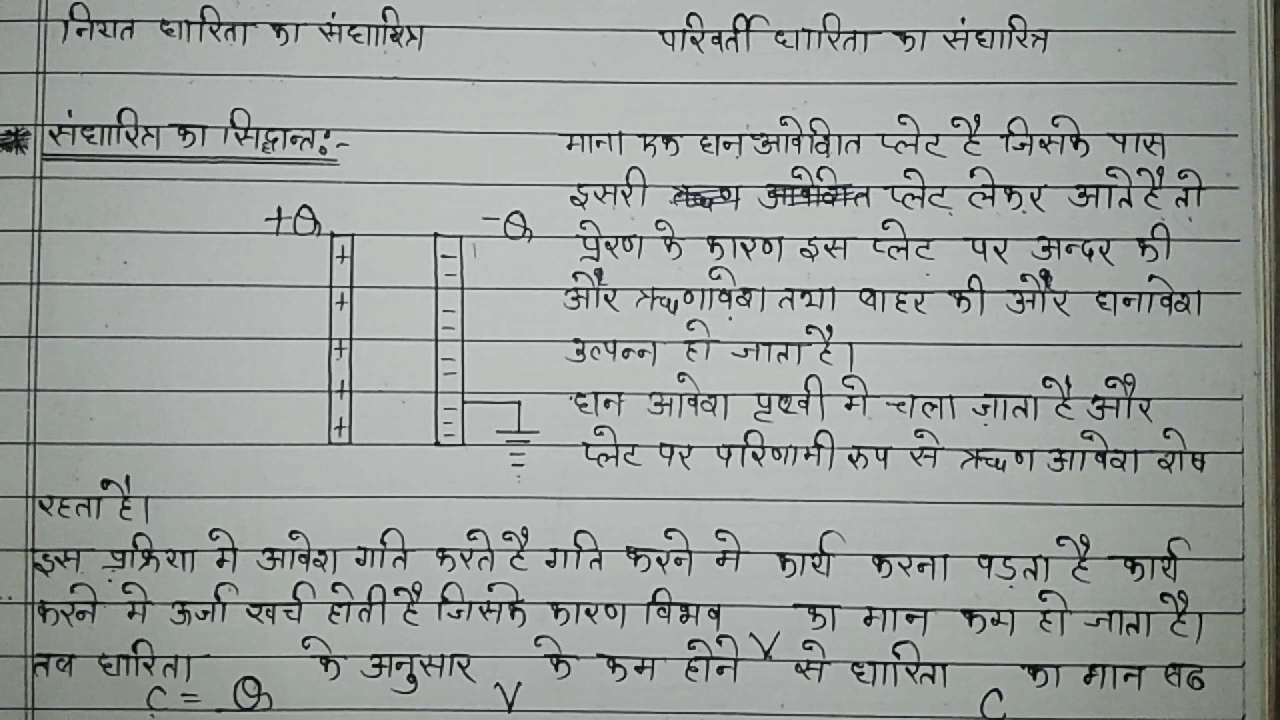 नियत धारिता का संधारित्र परिवर्ती धारिता का संधारित्र
संधारित्र का सिद्धान्त:-
माना एक धन आवेशित प्लेट है जिसके पास
दूसरी प्लेट लेकर आते है तो
+Q -Q
प्रेरण के कारण इस प्लेट पर अन्दर की
और ऋणावेश तथा बाहर की और धनावेश
उत्पन्न हो जाता है।
धन आवेश पृथ्वी मे चला जाता है और
प्लेट पर परिणामी रूप से ऋण आवेश शेष
रहता है।
इस प्रक्रिया मे आवेश गति करते है गति करने मे कार्य करना पड़ता है कार्य
करने मे ऊर्जा खर्च होती है जिसके कारण विभव V का मान कम हो जाता है।
तब धारिता C = Q के अनुसार V के कम होने से धारिता C का मान बढ